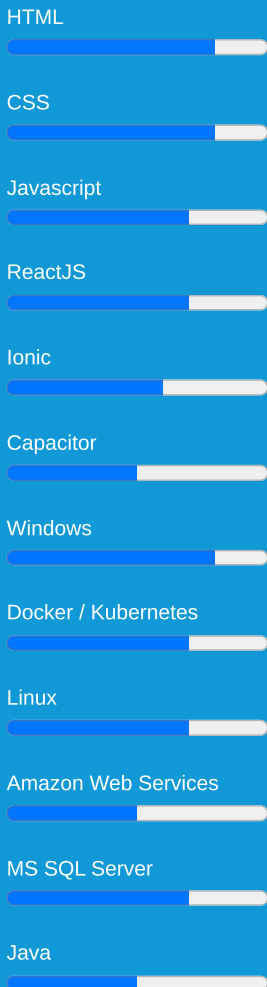 HTML
CSS
Javascript
ReactJS
Ionic
Capacitor
Windows
Docker / Kubernetes
Linux
Amazon Web Services
MS SQL Server
Java